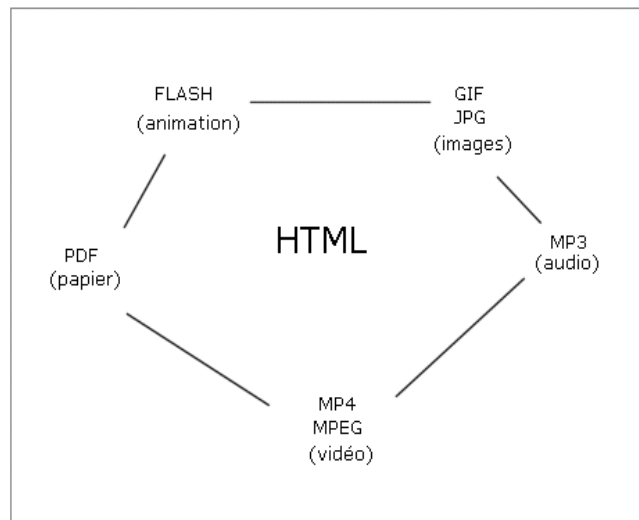 FLASH
(animation)
GIF
JPG
(images)
HTML
PDF
(papier)
MP3
(audio)
MP4
MPEG
(vidéo)